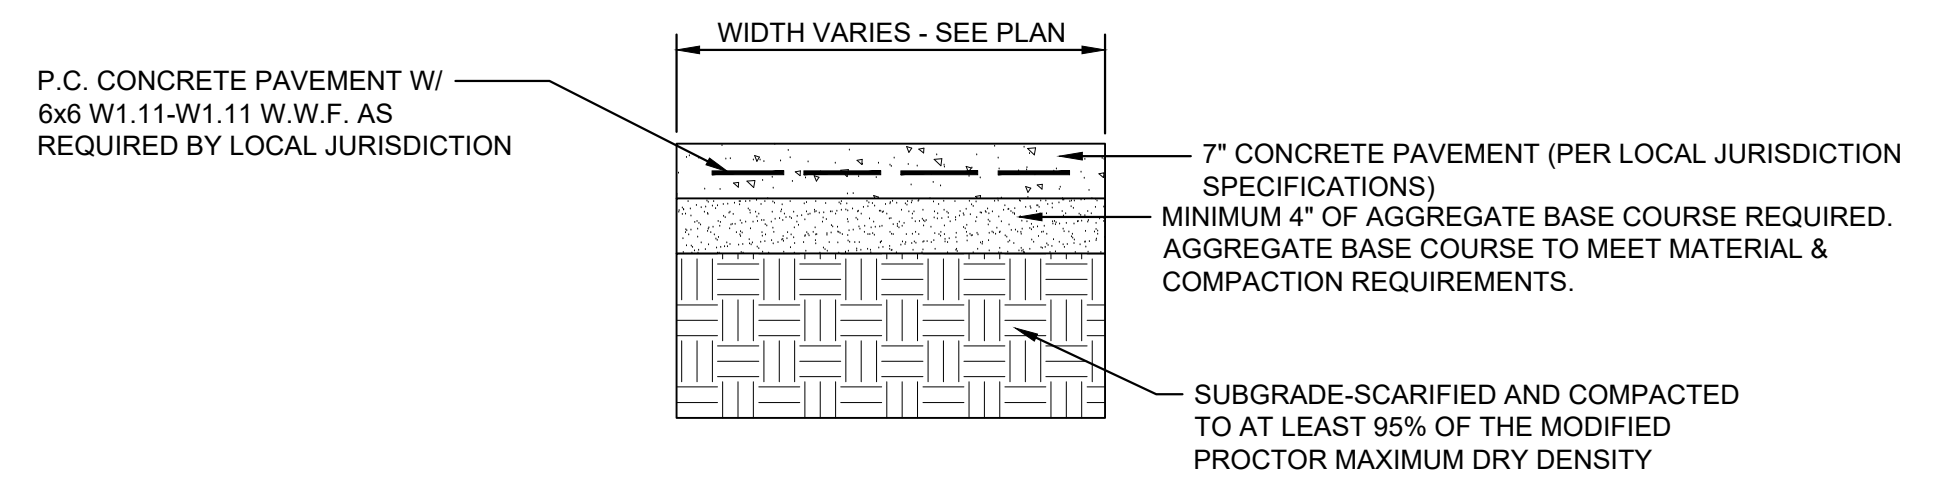 WIDTH VARIES - SEE PLAN
P.C. CONCRETE PAVEMENT W/
6x6 W1.11-W1.11 W.W.F. AS
REQUIRED BY LOCAL JURISDICTION
7" CONCRETE PAVEMENT (PER LOCAL JURISDICTION
SPECIFICATIONS)
MINIMUM 4" OF AGGREGATE BASE COURSE REQUIRED.
AGGREGATE BASE COURSE TO MEET MATERIAL &
COMPACTION REQUIREMENTS.
SUBGRADE-SCARIFIED AND COMPACTED
TO AT LEAST 95% OF THE MODIFIED
PROCTOR MAXIMUM DRY DENSITY